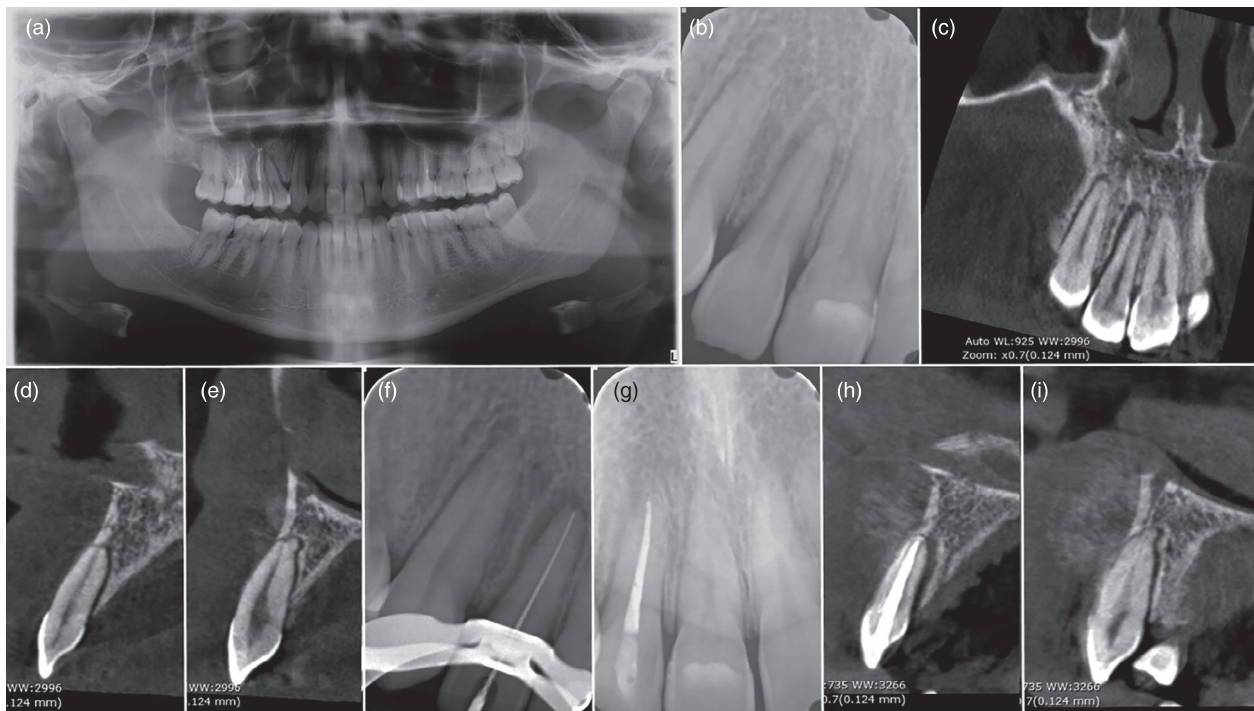 (a)
(b)
(c)
Auto WL:925 WW:2996
Zoom: x0.7(0.124 mm)
L
(d)
WW:2996
.124 mm)
(e)
2996
.124 mm)
(f)
(g)
(h)
:735 WW:3266
0.7(0.124 mm)
(i)
:735 WW:3266
?7(0.124 mm)